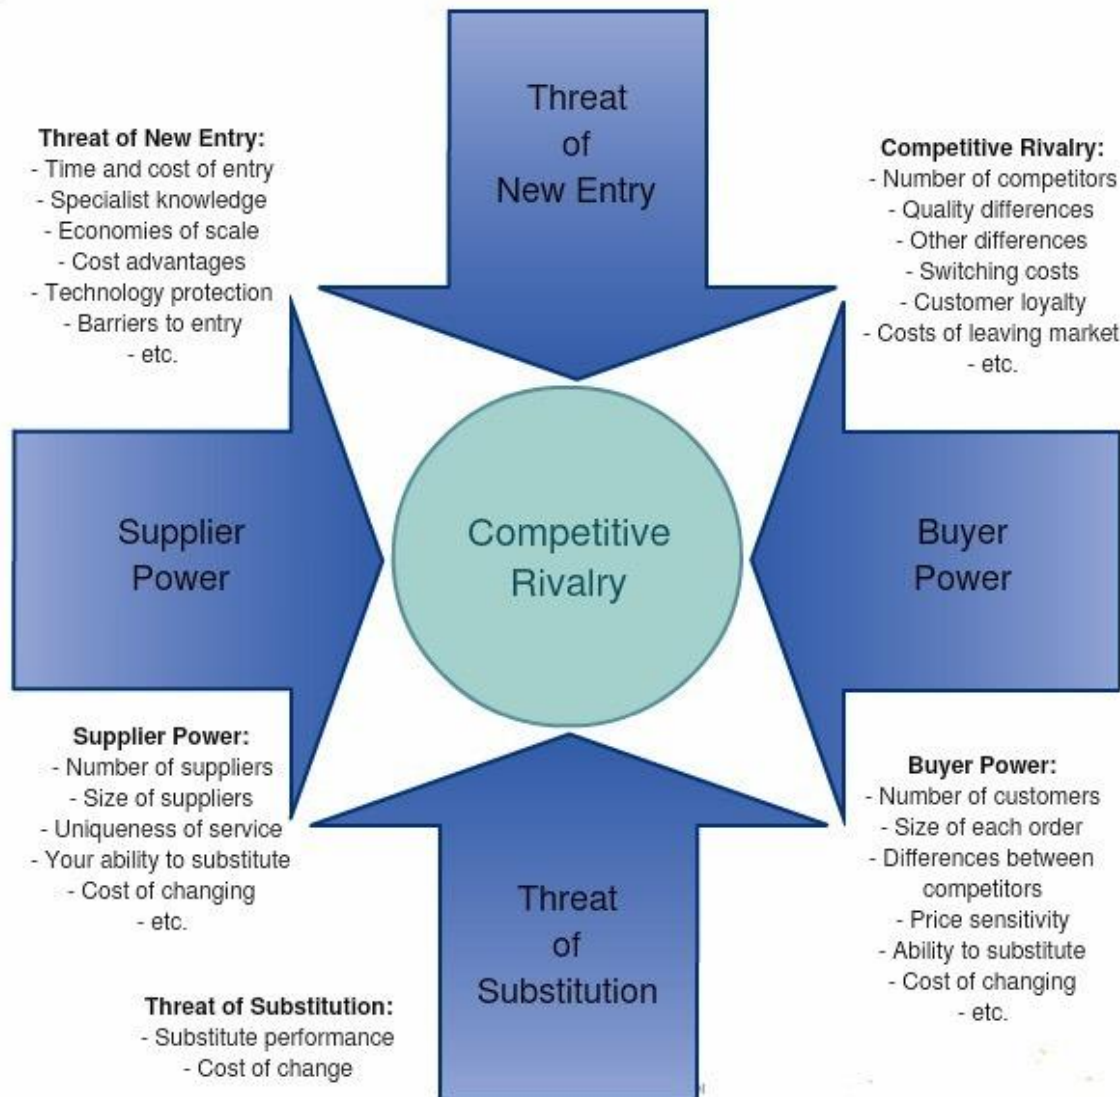 Threat
of
New Entry
Threat of New Entry:
- Time and cost of entry
- Specialist knowledge
- Economies of scale
- Cost advantages
- Technology protection
- Barriers to entry
- etc.
Competitive Rivalry:
- Number of competitors
- Quality differences
- Other differences
- Switching costs
- Customer loyalty
- Costs of leaving market
- etc.
Supplier
Power
Competitive
Rivalry
Buyer
Power
Supplier Power:
- Number of suppliers
- Size of suppliers
- Uniqueness of service
- Your ability to substitute
- Cost of changing
- etc.
Buyer Power:
- Number of customers
- Size of each order
- Differences between
competitors
- Price sensitivity
- Ability to substitute
- Cost of changing
- etc.
Threat
of
Substitution
Threat of Substitution:
- Substitute performance
- Cost of change